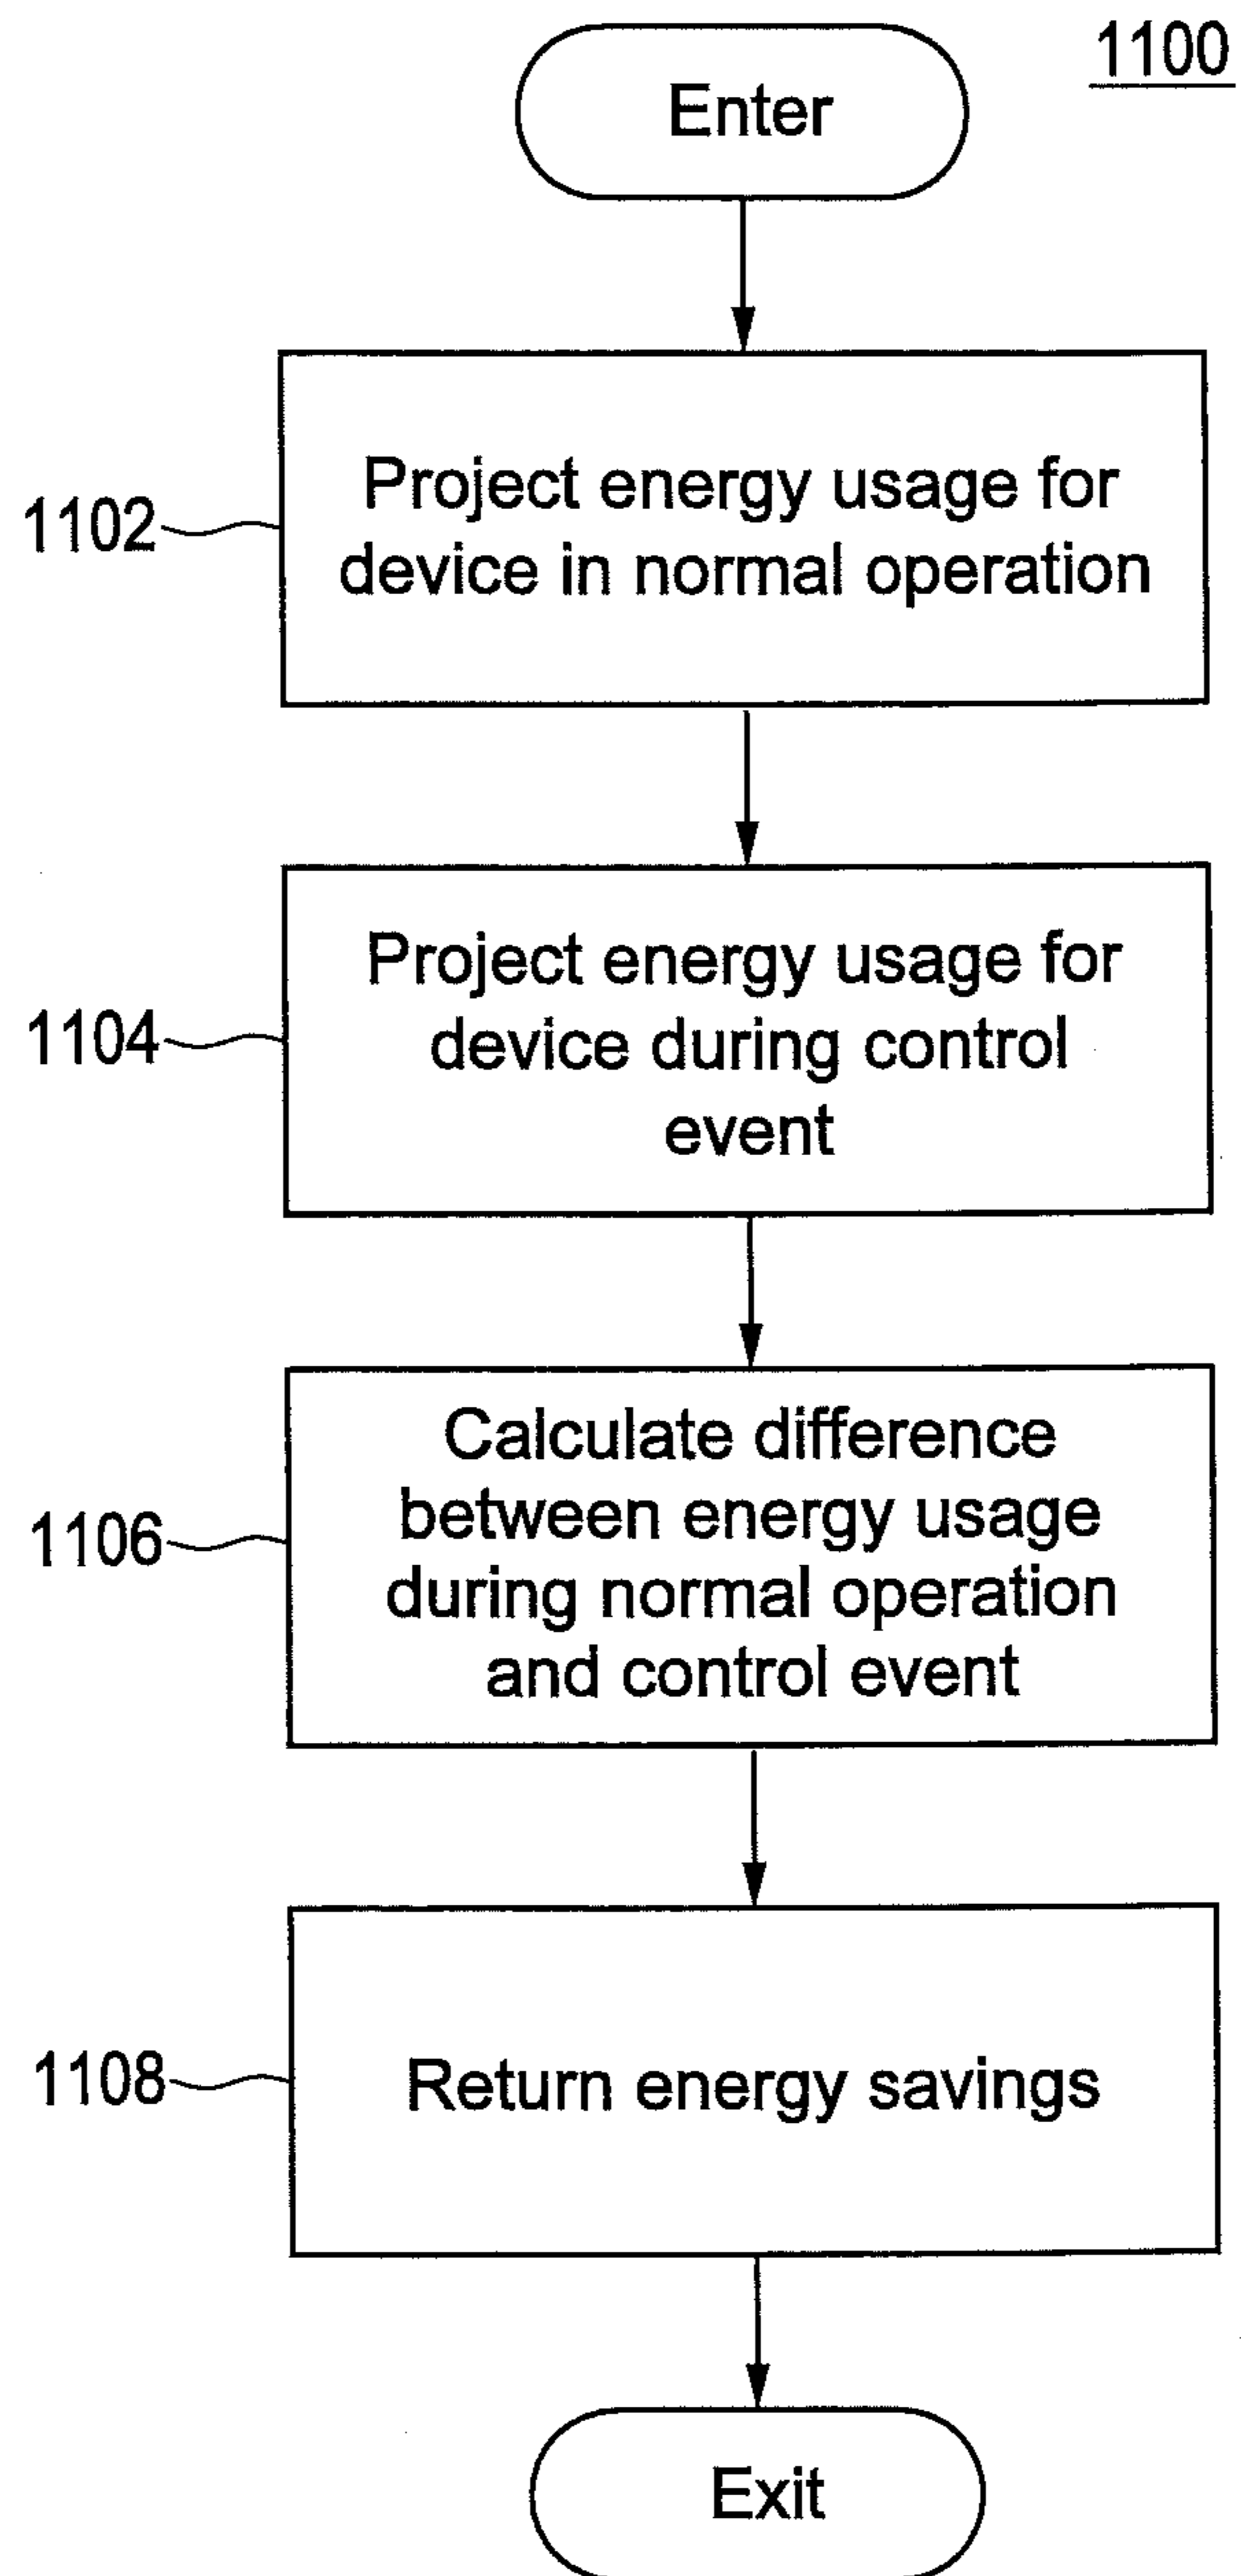 1100
Enter
1102
Project energy usage for
device in normal operation
1104
Project energy usage for
device during control
event
1106
Calculate difference
between energy usage
during normal operation
and control event
1108
Return energy savings
Exit